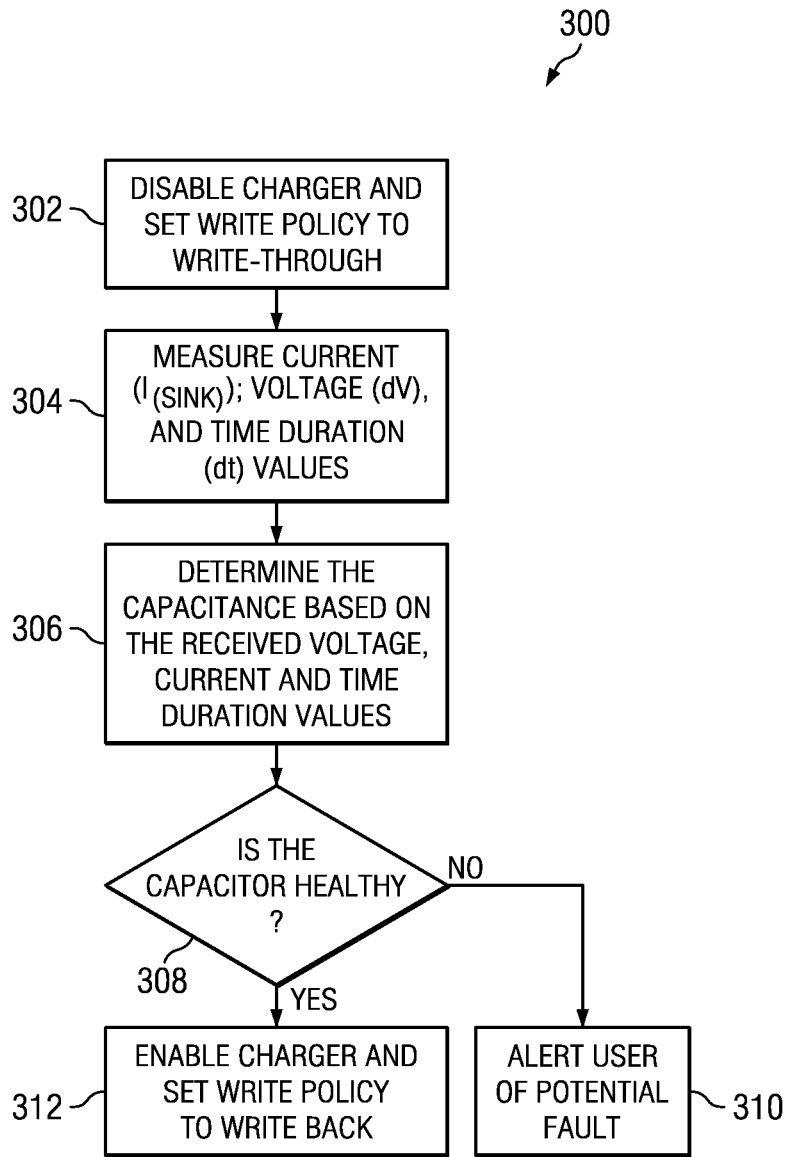 300
302
DISABLE CHARGER AND
SET WRITE POLICY TO
WRITE-THROUGH
304
MEASURE CURRENT
(I(SINK)); VOLTAGE (dV),
AND TIME DURATION
(dt) VALUES
306
DETERMINE THE
CAPACITANCE BASED ON
THE RECEIVED VOLTAGE,
CURRENT AND TIME
DURATION VALUES
IS THE
CAPACITOR HEALTHY
?
308
NO
YES
312
ENABLE CHARGER AND
SET WRITE POLICY
TO WRITE BACK
ALERT USER
OF POTENTIAL
FAULT
310